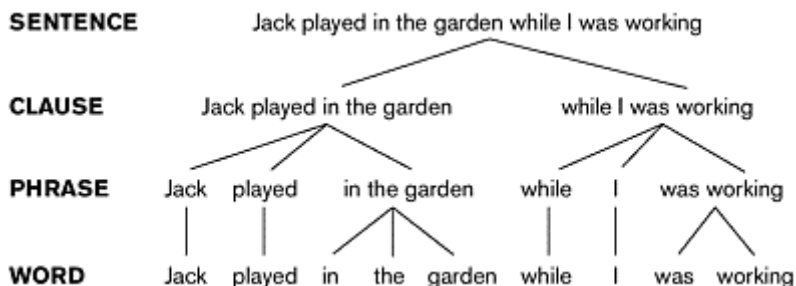 SENTENCE Jack played in the garden while I was working
CLAUSE Jack played in the garden while I was working
PHRASE Jack played in the garden while I was working
WORD Jack played in the garden while I was working